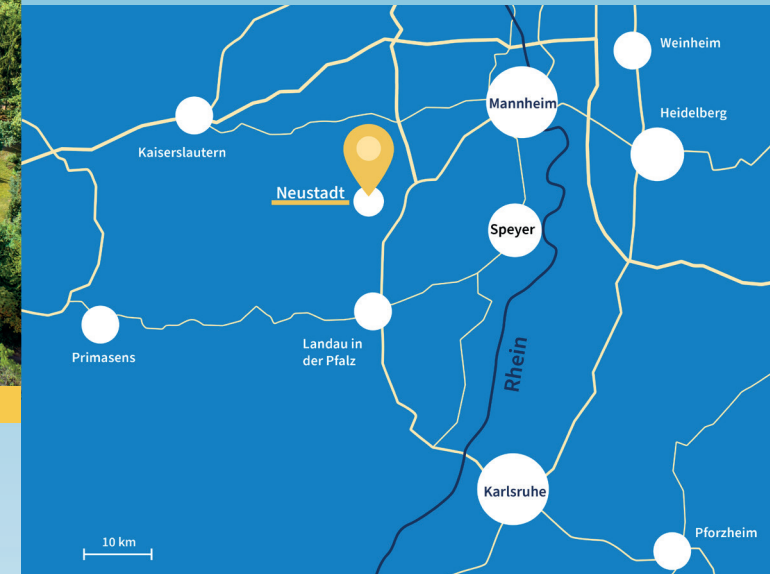 Weinheim
Mannheim
Heidelberg
Kaiserslautern
Neustadt
Speyer
Landau in
der Pfalz
Primasens
Rhein
Karlsruhe
Pforzheim
10 km